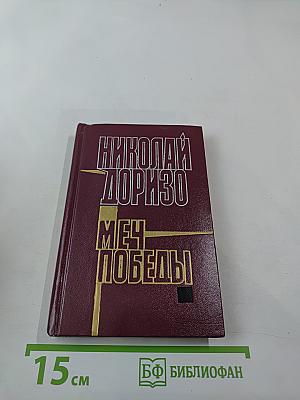 НИКОЛАЙ
ДОРИЗО
МЕЧ
ПОБЕДЫ
15 см
БФ БИБЛИОФАН